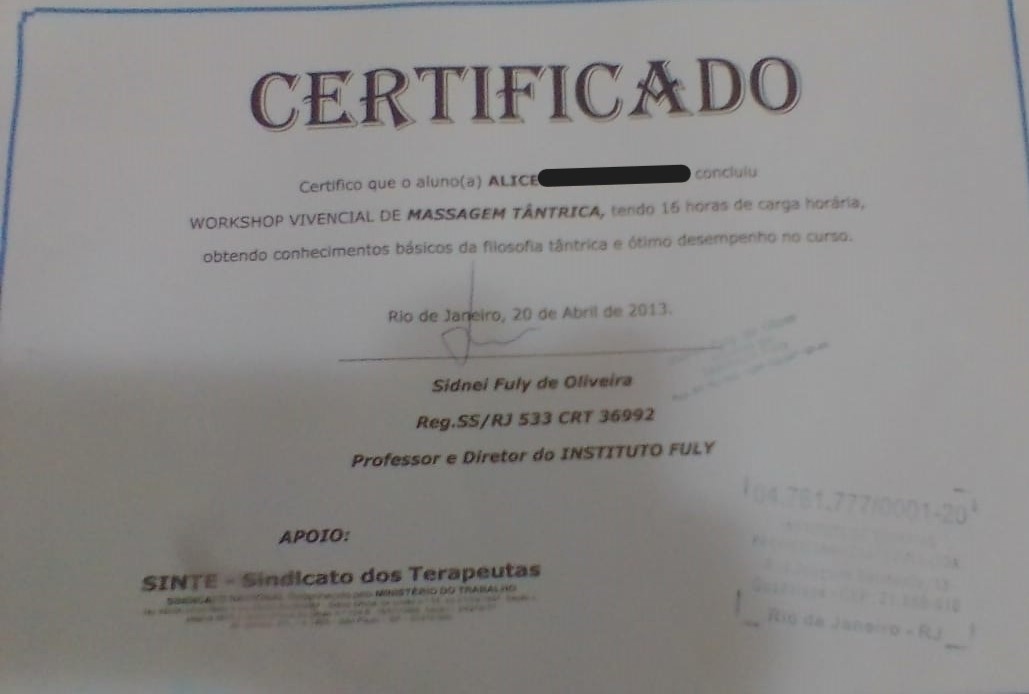 CERTIFICADO
Certifico que o aluno(a) ALICE concluiu
WORKSHOP VIVENCIAL DE MASSAGEM TÂNTRICA, tendo 16 horas de carga horária,
obtendo conhecimentos básicos da filosofia tântrica e ótimo desempenho no curso.
Rio de Janeiro, 20 de Abril de 2013.
Sidnei Fuly de Oliveira
Reg.SS/RJ 533 CRT 36992
Professor e Diretor do INSTITUTO FULY
APOIO:
SINTE - Sindicato dos Terapeutas
MINISTÉRIO DO TRABALHO
04.781.777/0001-20
Rio de Janeiro - RJ